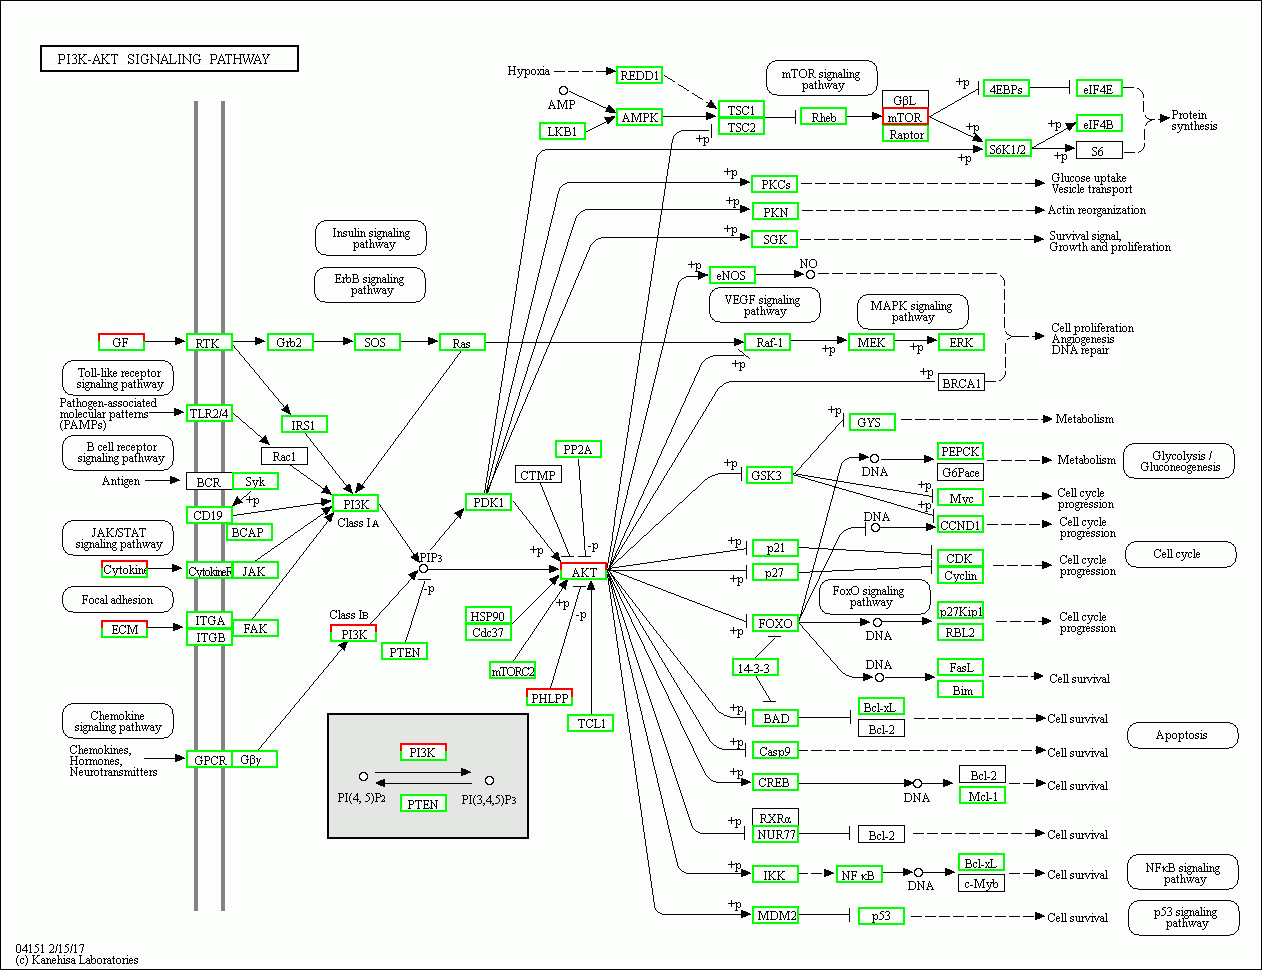 PI3K-AKT SIGNALING PATHWAY
Hypoxia
REDD1
mTOR signaling
pathway
AMP
LKB1
AMPK
TSC1
TSC2
+p
Rheb
GβL
mTOR
Raptor
+p
+p
4EBPs
eIF4E
eIF4B
+p
S6K1/2
+p
+p
S6
Protein
synthesis
+p
PKCs
Glucose uptake
Vesicle transport
+p
PKN
Actin reorganization
+p
SGK
Survival signal,
Growth and proliferation
Insulin signaling
pathway
ErbB signaling
pathway
+p
eNOS
NO
VEGF signaling
pathway
MAPK signaling
pathway
GF
RTK
Grb2
SOS
Ras
Raf-1
+p
+p
MEK
+p
ERK
Cell proliferation
Angiogenesis
DNA repair
+p
BRCA1
Toll-like receptor
signaling pathway
Pathogen-associated
molecular patterns
(PAMPs)
TLR2/4
IRS1
Rac1
B cell receptor
signaling pathway
Antigen
BCR
Syk
+p
CD19
BCAP
PI3K
Class IA
PDK1
CTMP
PP2A
+p
-p
+p
GYS
Metabolism
+p
GSK3
DNA
PEPCK
G6Pace
Metabolism
Glycolysis /
Gluconeogenesis
+p
Myc
Cell cycle
progression
+p
DNA
CCND1
Cell cycle
progression
JAK/STAT
signaling pathway
Cytokine
CytokineR
JAK
PIP3
-p
AKT
+p
p21
+p
p27
CDK
Cyclin
Cell cycle
progression
Cell cycle
Focal adhesion
ECM
ITGA
ITGB
FAK
Class IB
PI3K
PTEN
HSP90
Cdc37
+p
-p
mTORC2
PHLPP
TCL1
FoxO signaling
pathway
+p
FOXO
DNA
p27Kip1
RBL2
Cell cycle
progression
14-3-3
DNA
FasL
Bim
Cell survival
Chemokine
signaling pathway
Chemokines,
Hormones,
Neurotransmitters
GPCR
Gβγ
PI3K
PI(4, 5)P2
PI(3,4,5)P3
PTEN
+p
BAD
Bcl-xL
Bcl-2
Cell survival
+p
Casp9
Cell survival
Apoptosis
+p
CREB
DNA
Bcl-2
Mcl-1
Cell survival
+p
RXRα
NUR77
Bcl-2
Cell survival
+p
IKK
NFκB
DNA
Bcl-xL
c-Myb
Cell survival
NFκB signaling
pathway
+p
MDM2
p53
Cell survival
p53 signaling
pathway
04151 2/15/17
(c) Kanehisa Laboratories